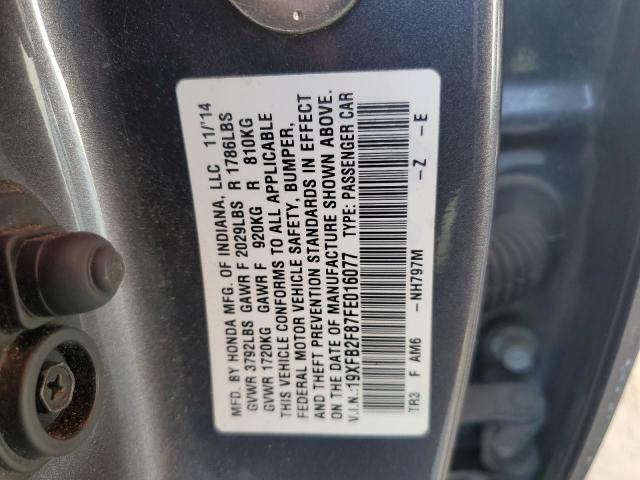 MFD. BY HONDA MFG. OF INDIANA, LLC 11/'14
GVWR 3792LBS GAWR F 2029LBS R 1786LBS
GVWR 1720KG GAWR F 920KG R 810KG
THIS VEHICLE CONFORMS TO ALL APPLICABLE
FEDERAL MOTOR VEHICLE SAFETY, BUMPER,
AND THEFT PREVENTION STANDARDS IN EFFECT
ON THE DATE OF MANUFACTURE SHOWN ABOVE.
V.I.N.:19XFB2F87FE016077 TYPE: PASSENGER CAR
TR3 F AM6 –NH797M –Z –E